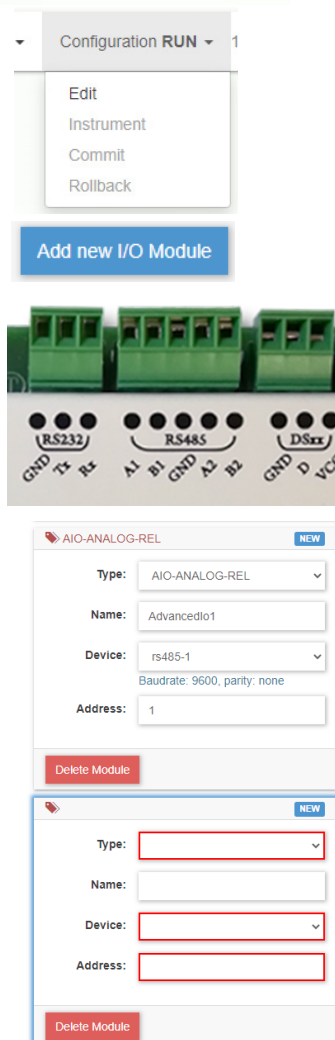 Configuration RUN
Edit
Instrument
Commit
Rollback
Add new I/O Module
RS232 RS485 DSxx
GND Tx Rx A1 B1 GND A2 B2 GND D
AIO-ANALOG-REL NEW
Type: AIO-ANALOG-REL
Name: AdvancedIo1
Device: rs485-1
Baudrate: 9600, parity: none
Address: 1
Delete Module
NEW
Type:
Name:
Device:
Address:
Delete Module